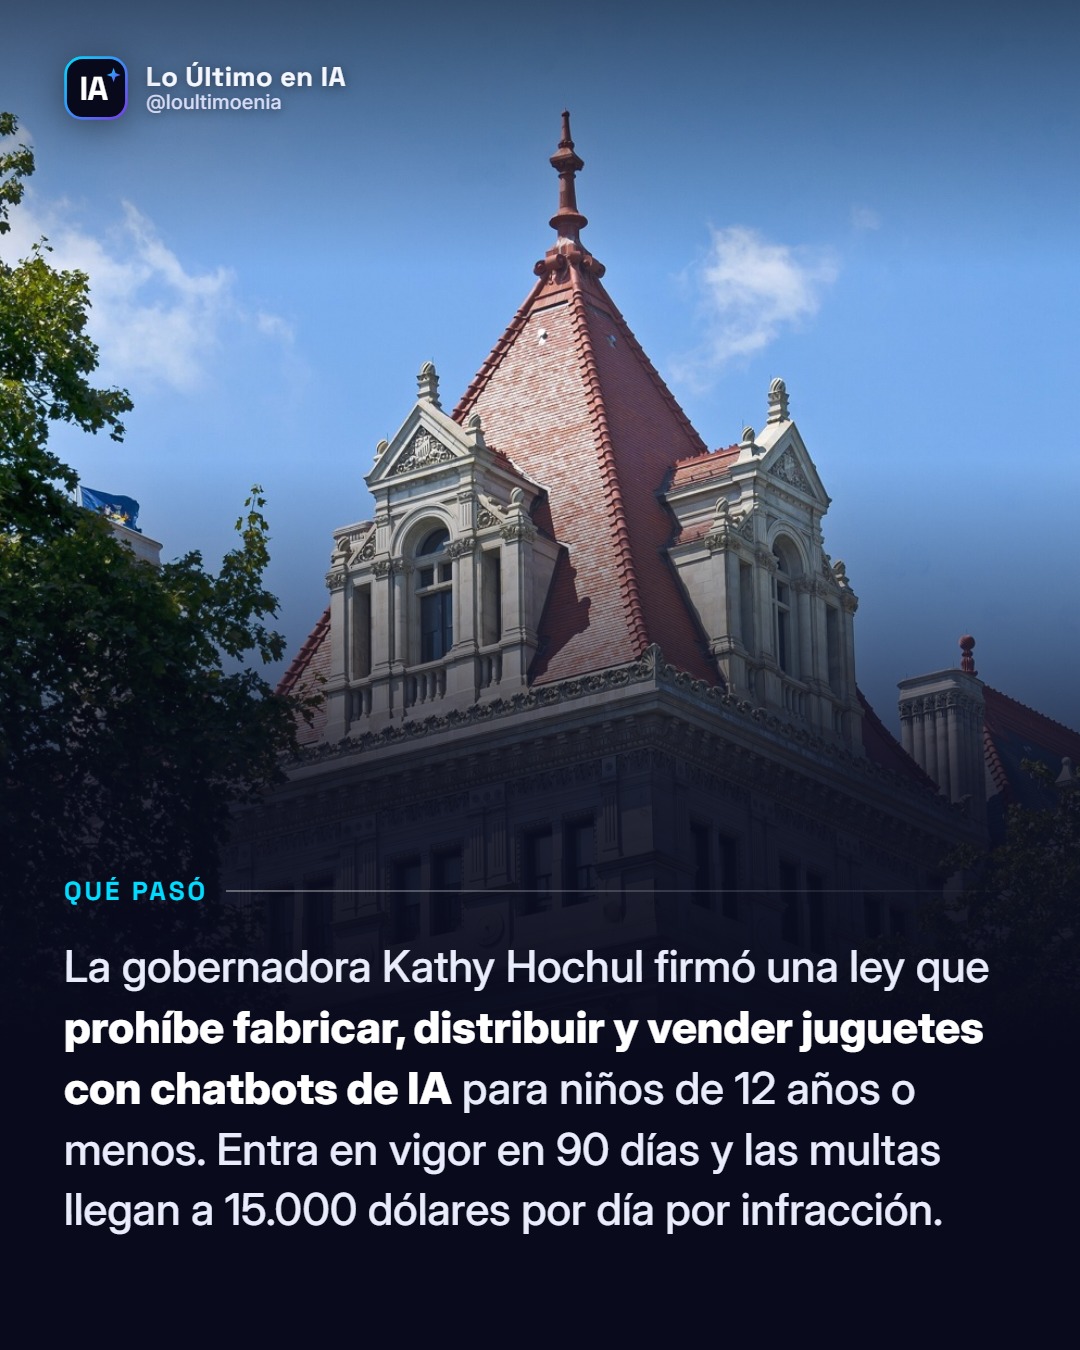 IA
Lo Último en IA
@loultimoenia
QUÉ PASÓ
La gobernadora Kathy Hochul firmó una ley que
prohíbe fabricar, distribuir y vender juguetes
con chatbots de IA para niños de 12 años o
menos. Entra en vigor en 90 días y las multas
llegan a 15.000 dólares por día por infracción.